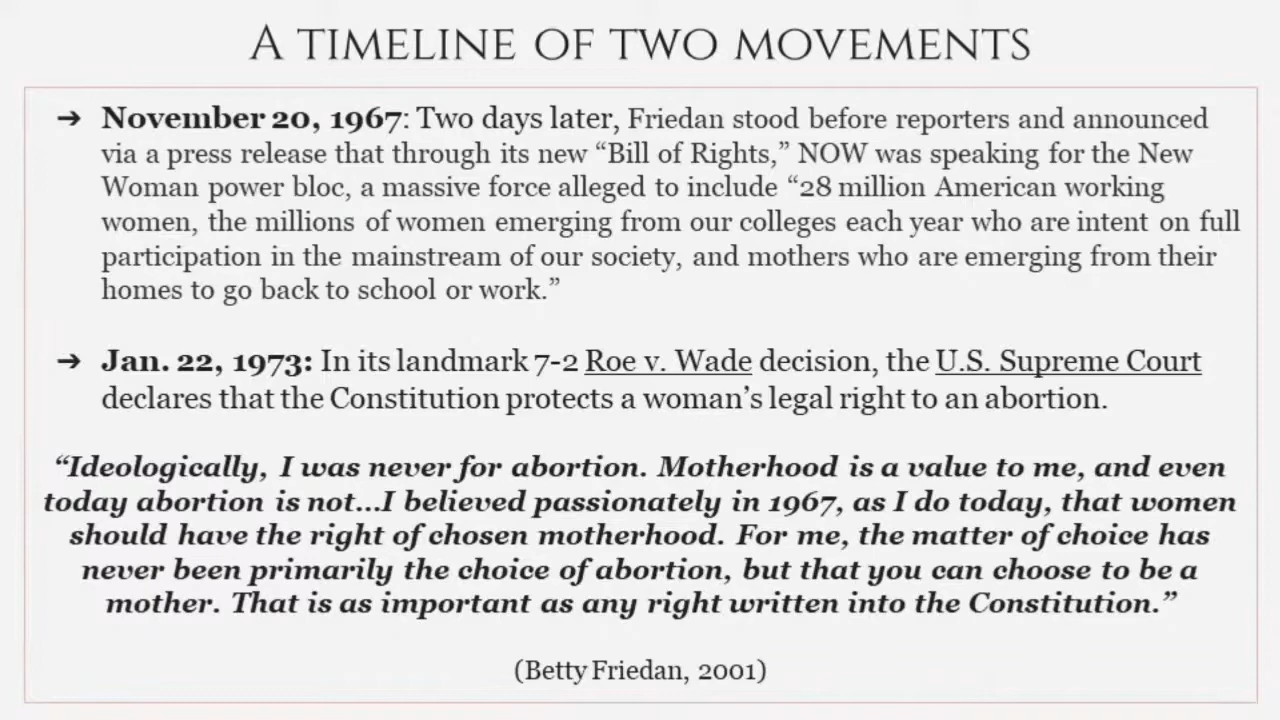 A TIMELINE OF TWO MOVEMENTS
➔ November 20, 1967: Two days later, Friedan stood before reporters and announced
via a press release that through its new “Bill of Rights,” NOW was speaking for the New
Woman power bloc, a massive force alleged to include “28 million American working
women, the millions of women emerging from our colleges each year who are intent on full
participation in the mainstream of our society, and mothers who are emerging from their
homes to go back to school or work.”
➔ Jan. 22, 1973: In its landmark 7-2 Roe v. Wade decision, the U.S. Supreme Court
declares that the Constitution protects a woman’s legal right to an abortion.
“Ideologically, I was never for abortion. Motherhood is a value to me, and even
today abortion is not...I believed passionately in 1967, as I do today, that women
should have the right of chosen motherhood. For me, the matter of choice has
never been primarily the choice of abortion, but that you can choose to be a
mother. That is as important as any right written into the Constitution.”
(Betty Friedan, 2001)